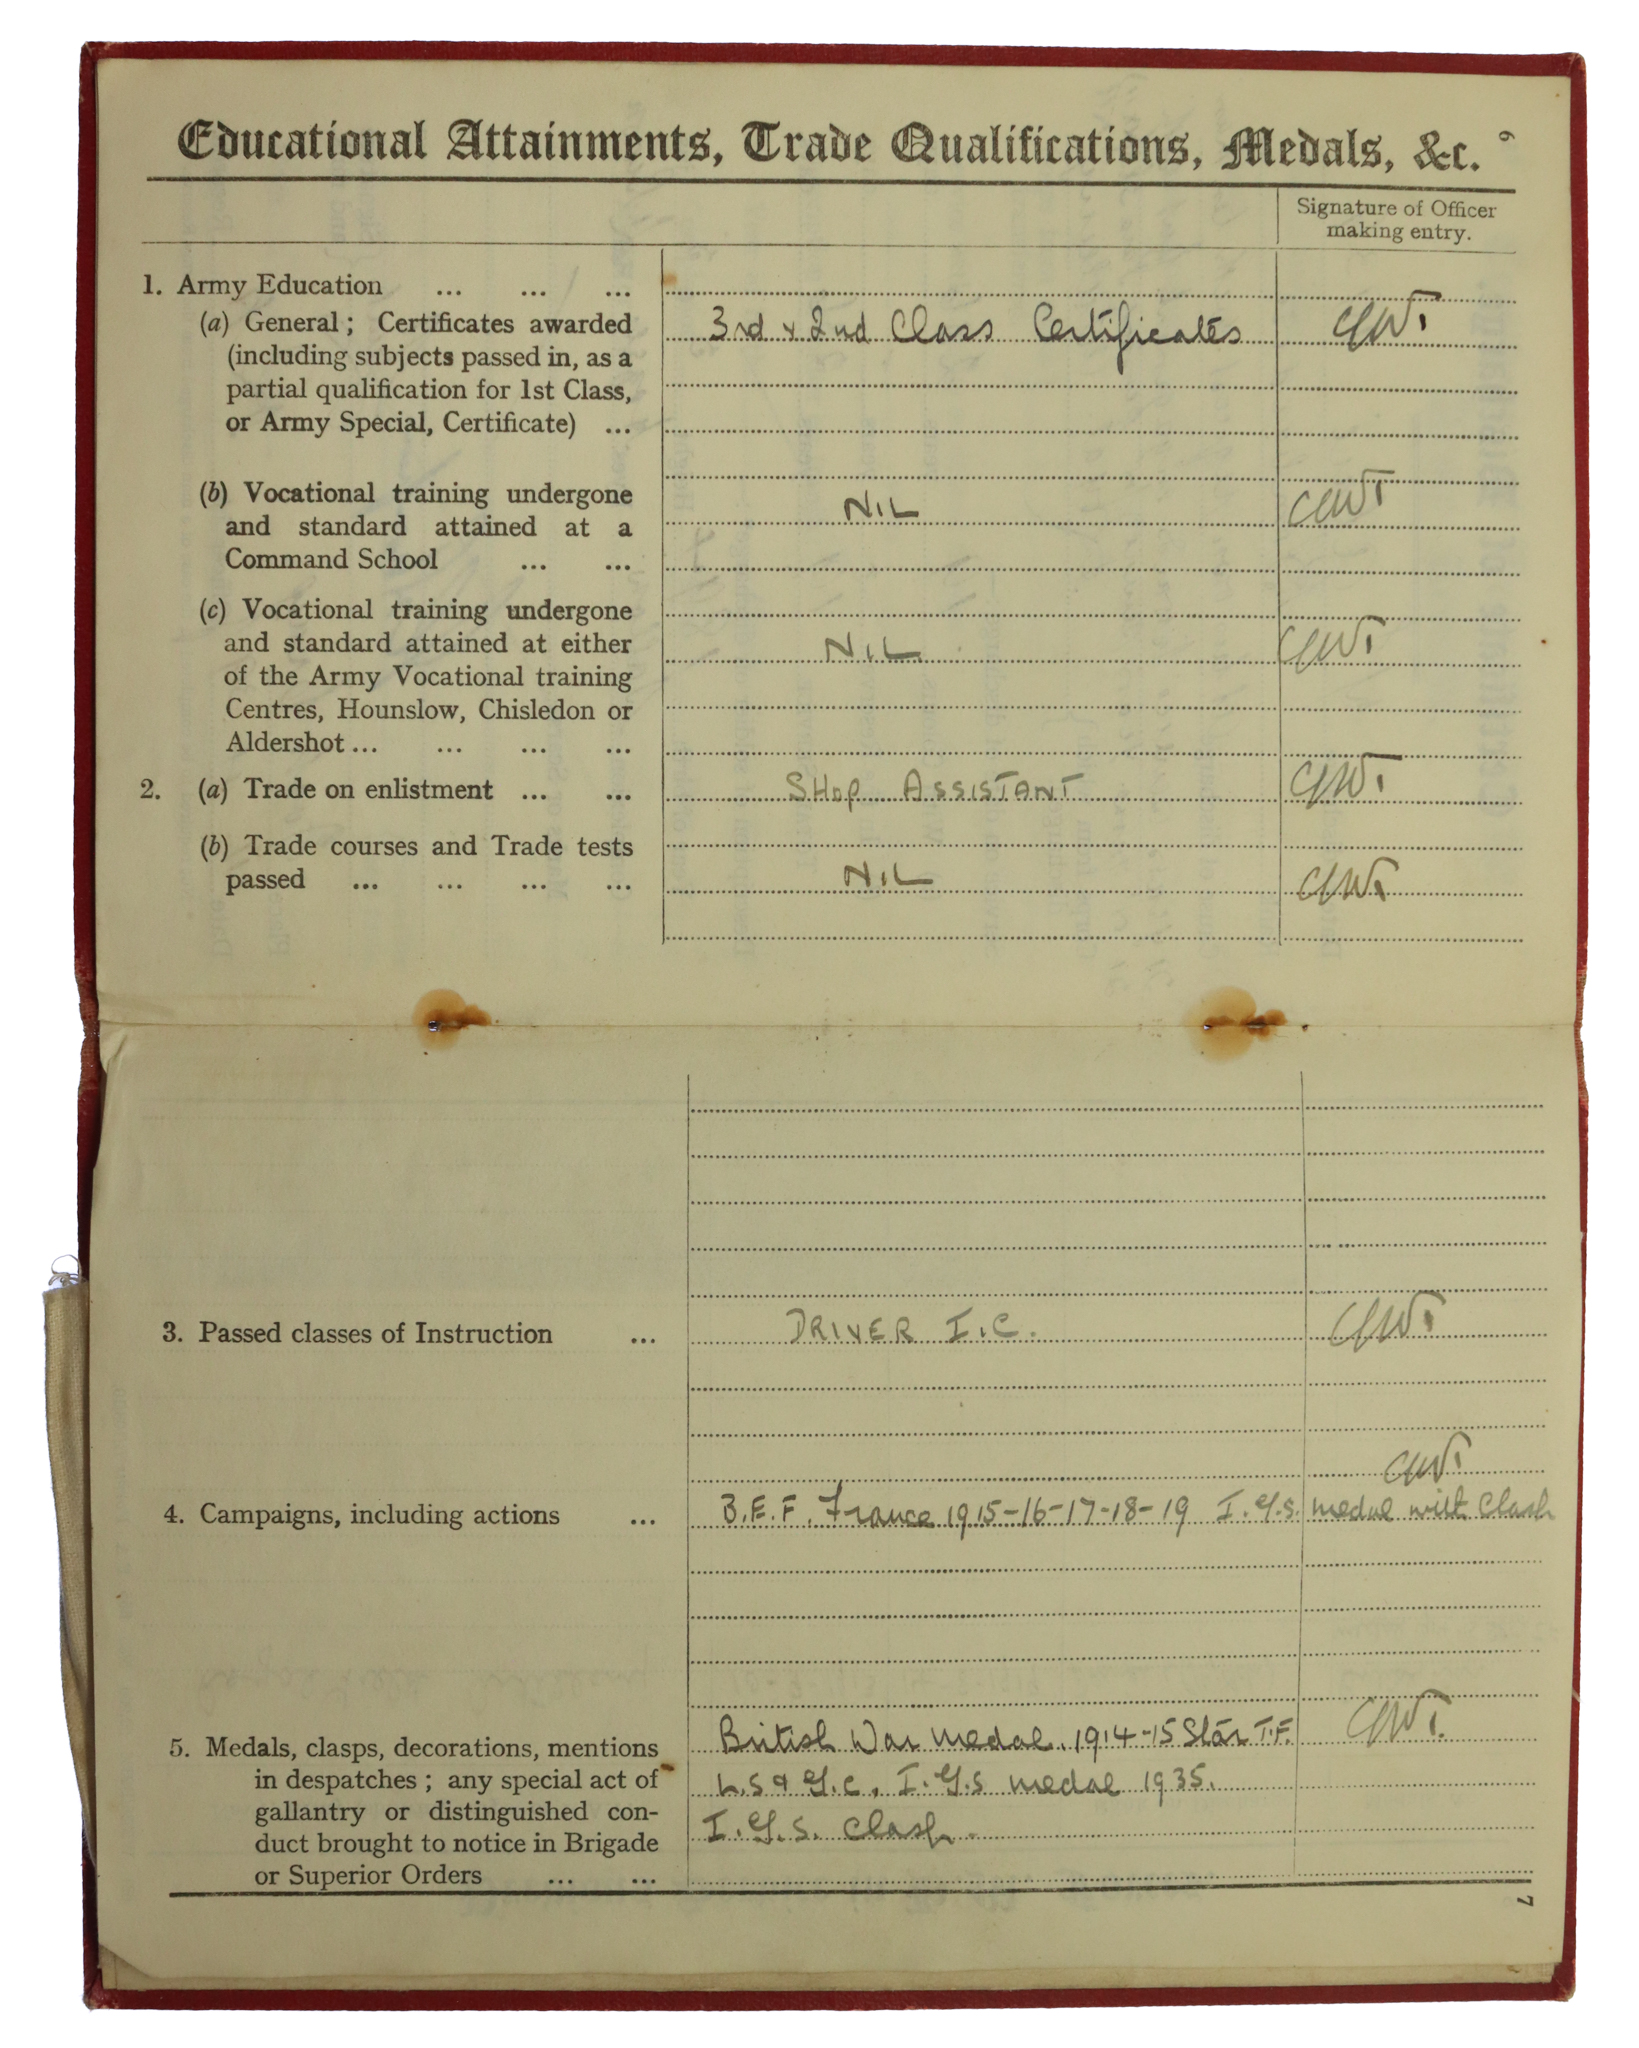 Educational Attainments, Trade Qualifications, Medals, &c.
6
Signature of Officer
making entry.
1. Army Education ... ... ...
(a) General; Certificates awarded
3rd & 2nd Class Certificates
(including subjects passed in, as a
partial qualification for 1st Class,
or Army Special, Certificate) ...
(b) Vocational training undergone
NIL
and standard attained at a
Command School ... ...
(c) Vocational training undergone
and standard attained at either
NIL
of the Army Vocational training
Centres, Hounslow, Chisledon or
Aldershot ... ... ... ...
2. (a) Trade on enlistment ... ...
SHOP ASSISTANT
(b) Trade courses and Trade tests
passed ... ... ... ...
NIL
3. Passed classes of Instruction ...
DRIVER I.C.
4. Campaigns, including actions ...
B.E.F. France 1915-16-17-18-19 I.G.S. medal with Clasp
5. Medals, clasps, decorations, mentions
British War medal. 1914-15 Star T.F.
in despatches; any special act of
L.S & G.C, I.G.S medal 1935.
gallantry or distinguished con-
I.G.S. Clasp.
duct brought to notice in Brigade
or Superior Orders ... ...
7